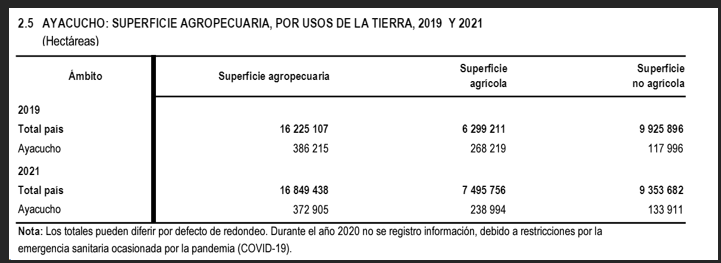 2.5 AYACUCHO: SUPERFICIE AGROPECUARIA, POR USOS DE LA TIERRA, 2019 Y 2021
(Hectáreas)
Ámbito Superficie agropecuaria Superficie agrícola Superficie no agrícola
2019
Total pais 16 225 107 6 299 211 9 925 896
Ayacucho 386 215 268 219 117 996
2021
Total pais 16 849 438 7 495 756 9 353 682
Ayacucho 372 905 238 994 133 911
Nota: Los totales pueden diferir por defecto de redondeo. Durante el año 2020 no se registro información, debido a restricciones por la
emergencia sanitaria ocasionada por la pandemia (COVID-19).